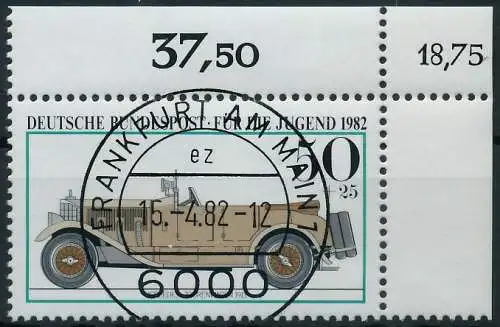 37,50
18,75
DEUTSCHE BUNDESPOST · FÜR DIE JUGEND 1982
50
+ 25
FRANKFURT AM MAIN 1
ez
15.-4.82.-12
6000